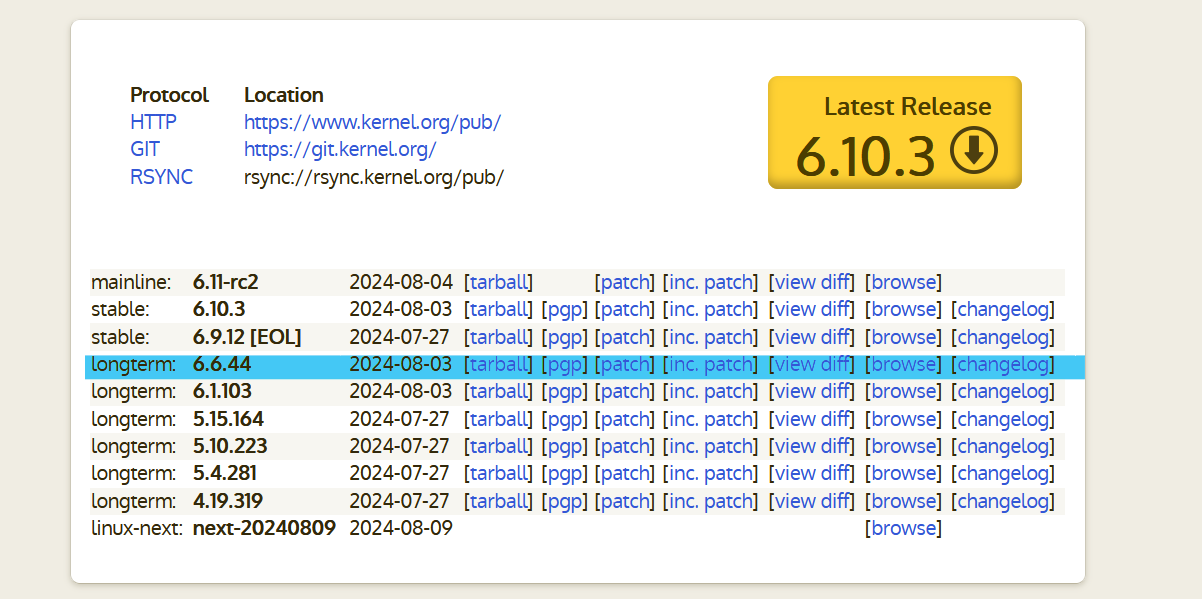 Protocol Location
HTTP https://www.kernel.org/pub/
GIT https://git.kernel.org/
RSYNC rsync://rsync.kernel.org/pub/
Latest Release
6.10.3
mainline: 6.11-rc2 2024-08-04 [tarball] [patch] [inc. patch] [view diff] [browse]
stable: 6.10.3 2024-08-03 [tarball] [pgp] [patch] [inc. patch] [view diff] [browse] [changelog]
stable: 6.9.12 [EOL] 2024-07-27 [tarball] [pgp] [patch] [inc. patch] [view diff] [browse] [changelog]
longterm: 6.6.44 2024-08-03 [tarball] [pgp] [patch] [inc. patch] [view diff] [browse] [changelog]
longterm: 6.1.103 2024-08-03 [tarball] [pgp] [patch] [inc. patch] [view diff] [browse] [changelog]
longterm: 5.15.164 2024-07-27 [tarball] [pgp] [patch] [inc. patch] [view diff] [browse] [changelog]
longterm: 5.10.223 2024-07-27 [tarball] [pgp] [patch] [inc. patch] [view diff] [browse] [changelog]
longterm: 5.4.281 2024-07-27 [tarball] [pgp] [patch] [inc. patch] [view diff] [browse] [changelog]
longterm: 4.19.319 2024-07-27 [tarball] [pgp] [patch] [inc. patch] [view diff] [browse] [changelog]
linux-next: next-20240809 2024-08-09 [browse]